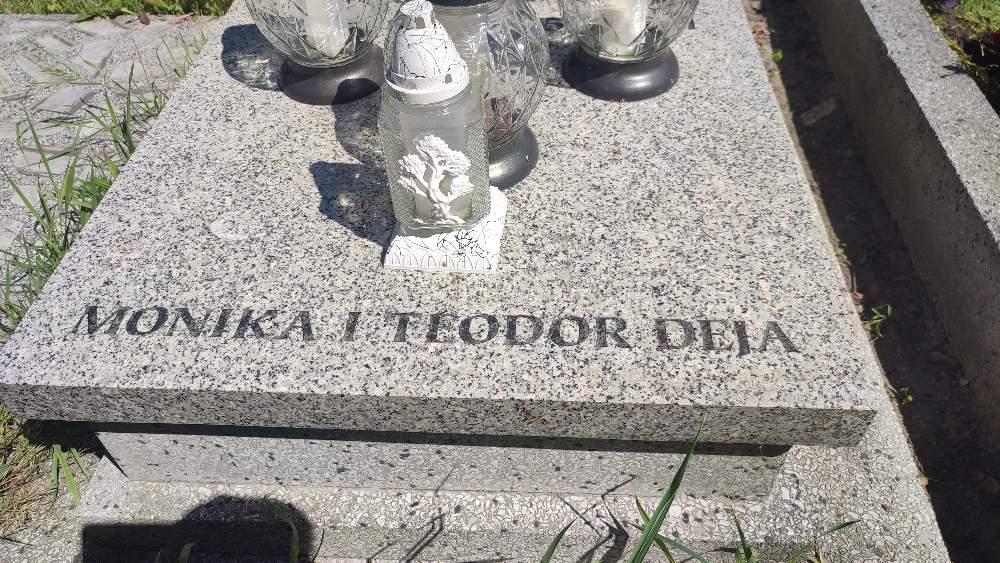 MONIKA I TEODOR DEJA